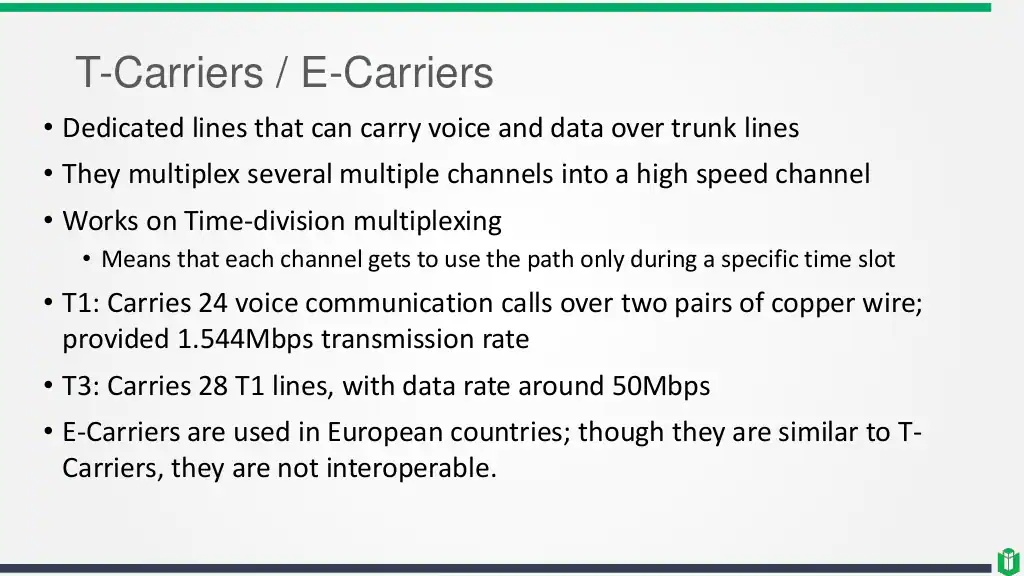 T-Carriers / E-Carriers
• Dedicated lines that can carry voice and data over trunk lines
• They multiplex several multiple channels into a high speed channel
• Works on Time-division multiplexing
• Means that each channel gets to use the path only during a specific time slot
• T1: Carries 24 voice communication calls over two pairs of copper wire;
provided 1.544Mbps transmission rate
• T3: Carries 28 T1 lines, with data rate around 50Mbps
• E-Carriers are used in European countries; though they are similar to T-
Carriers, they are not interoperable.